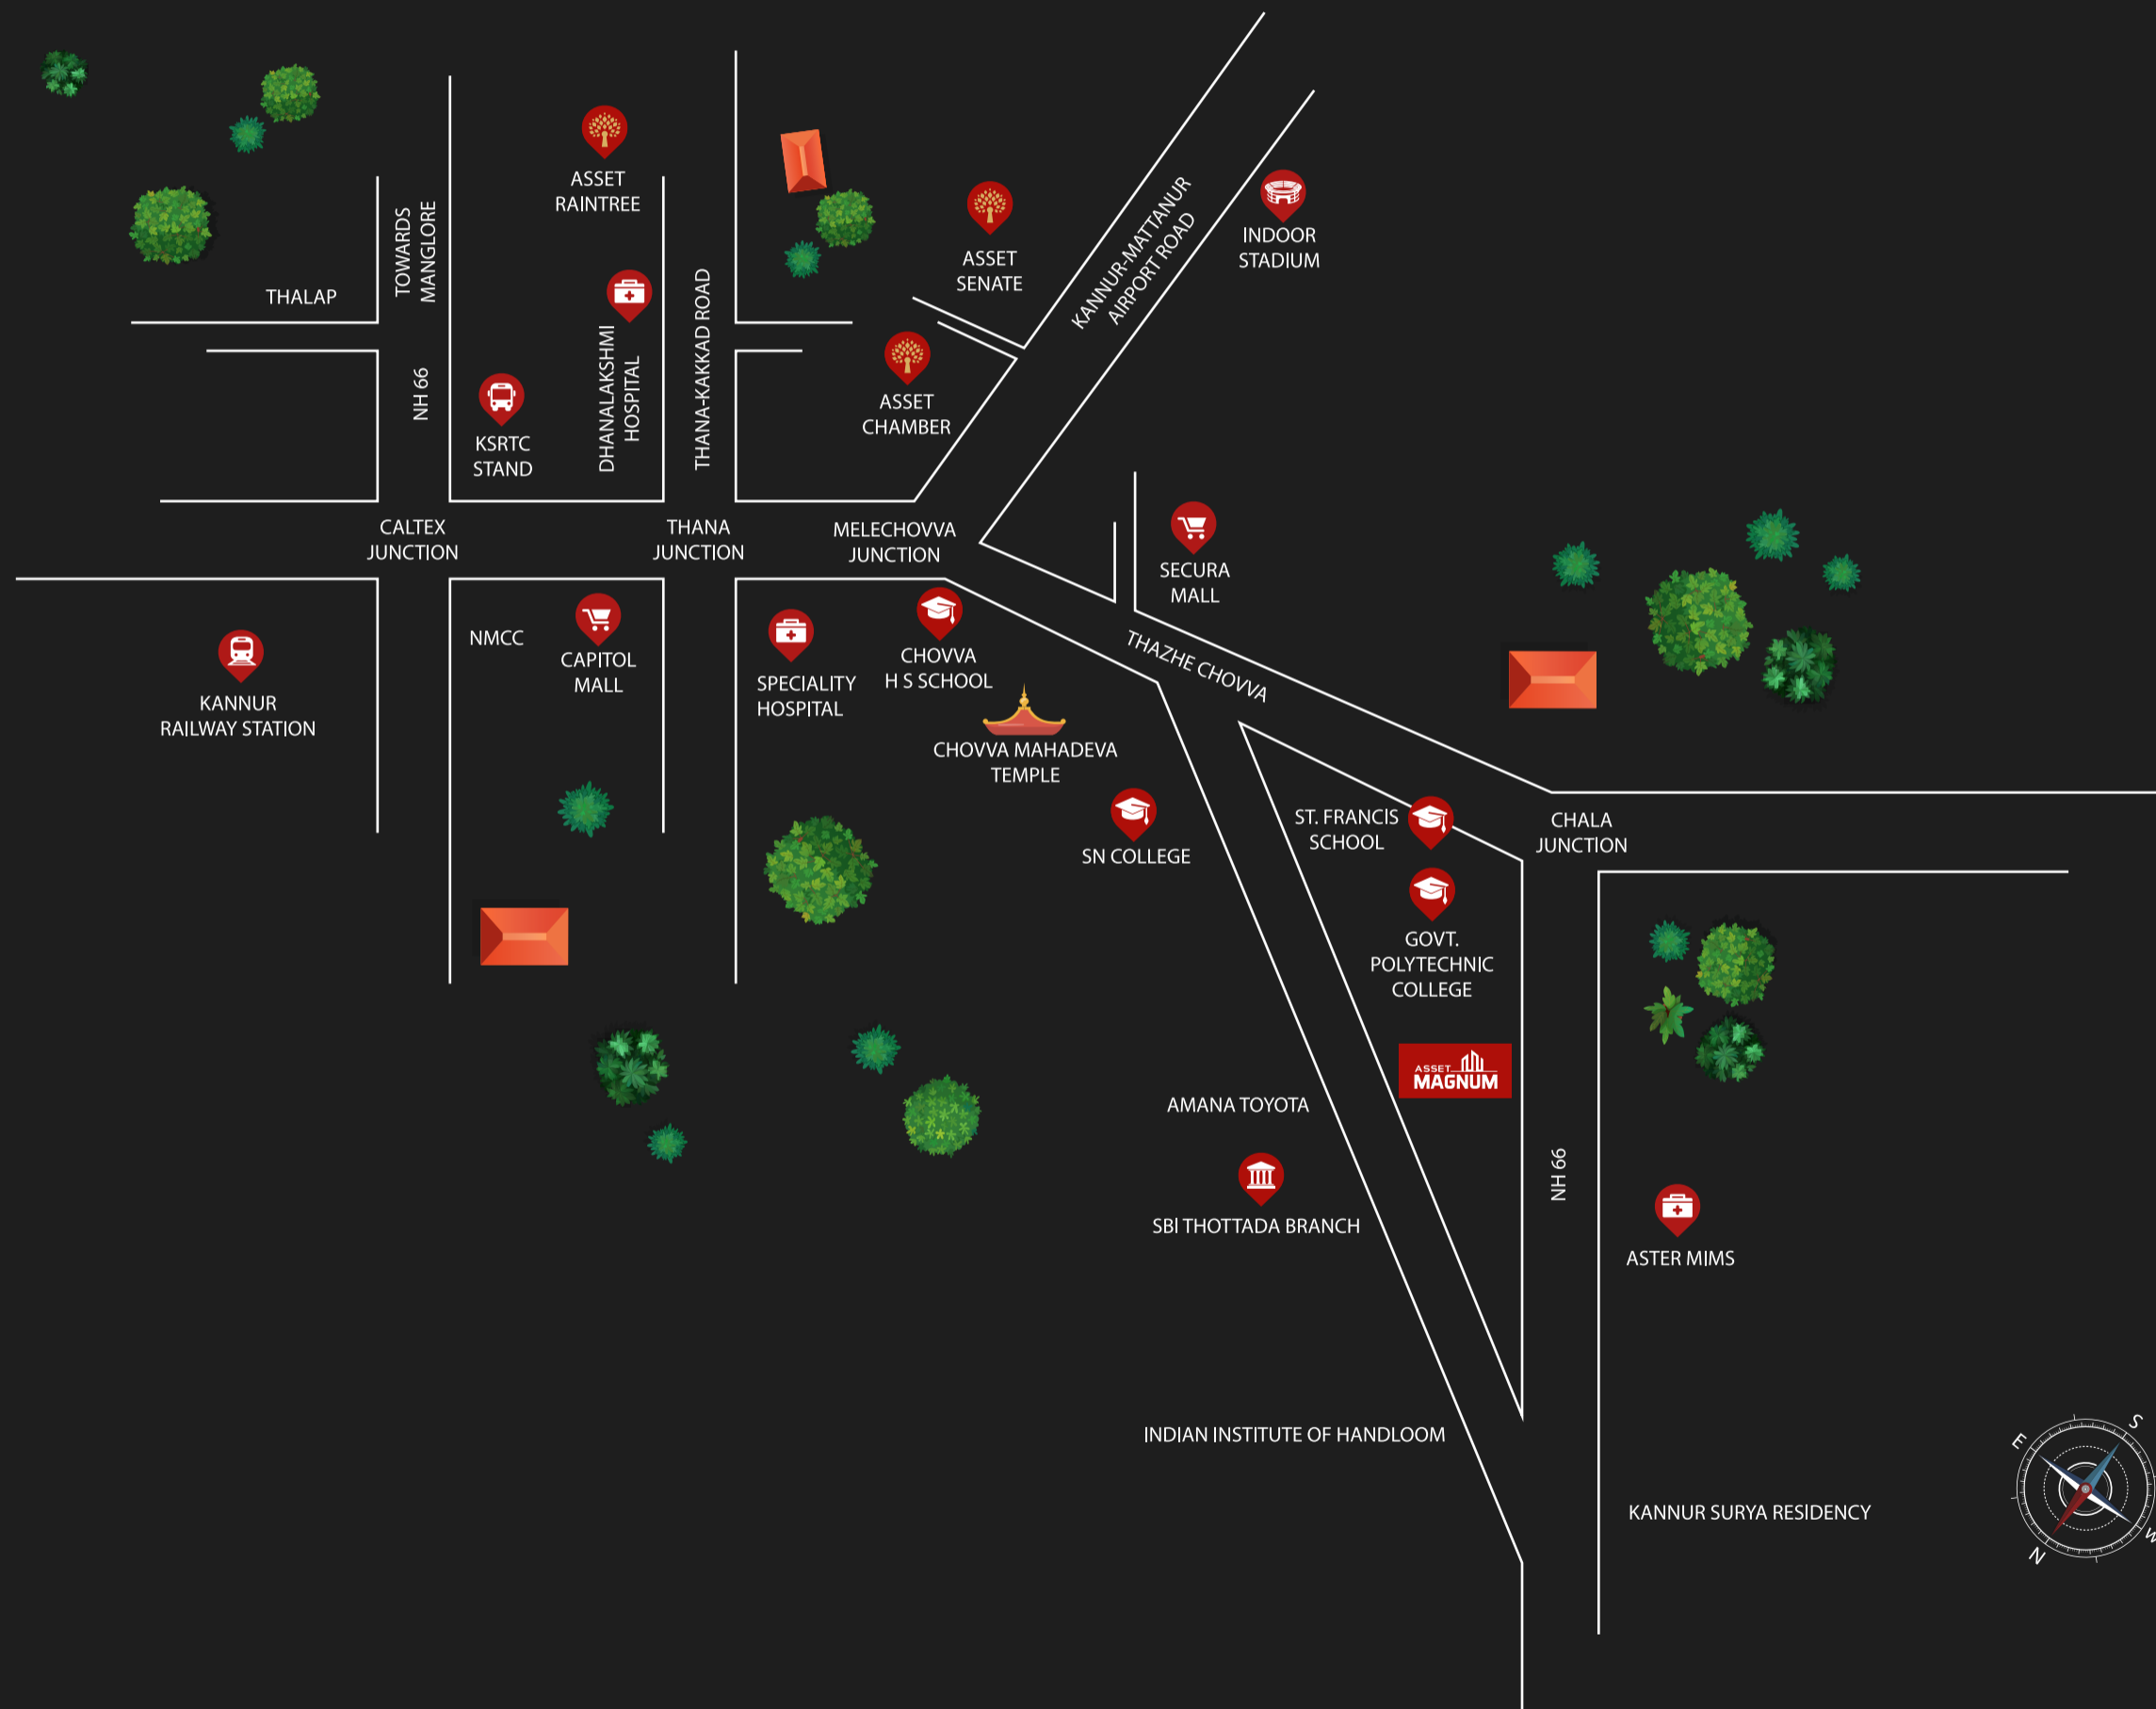 ASSET
RAINTREE
TOWARDS
MANGLORE
THALAP
NH 66
KSRTC
STAND
DHANALAKSHMI
HOSPITAL
THANA-KAKKAD ROAD
ASSET
SENATE
ASSET
CHAMBER
KANNUR-MATTANUR
AIRPORT ROAD
INDOOR
STADIUM
CALTEX
JUNCTION
THANA
JUNCTION
MELECHOVVA
JUNCTION
SECURA
MALL
THAZHE CHOVVA
KANNUR
RAILWAY STATION
NMCC
CAPITOL
MALL
SPECIALITY
HOSPITAL
CHOVVA
H S SCHOOL
CHOVVA MAHADEVA
TEMPLE
SN COLLEGE
ST. FRANCIS
SCHOOL
CHALA
JUNCTION
GOVT.
POLYTECHNIC
COLLEGE
ASSET
MAGNUM
AMANA TOYOTA
SBI THOTTADA BRANCH
NH 66
ASTER MIMS
INDIAN INSTITUTE OF HANDLOOM
KANNUR SURYA RESIDENCY
S
E
W
N